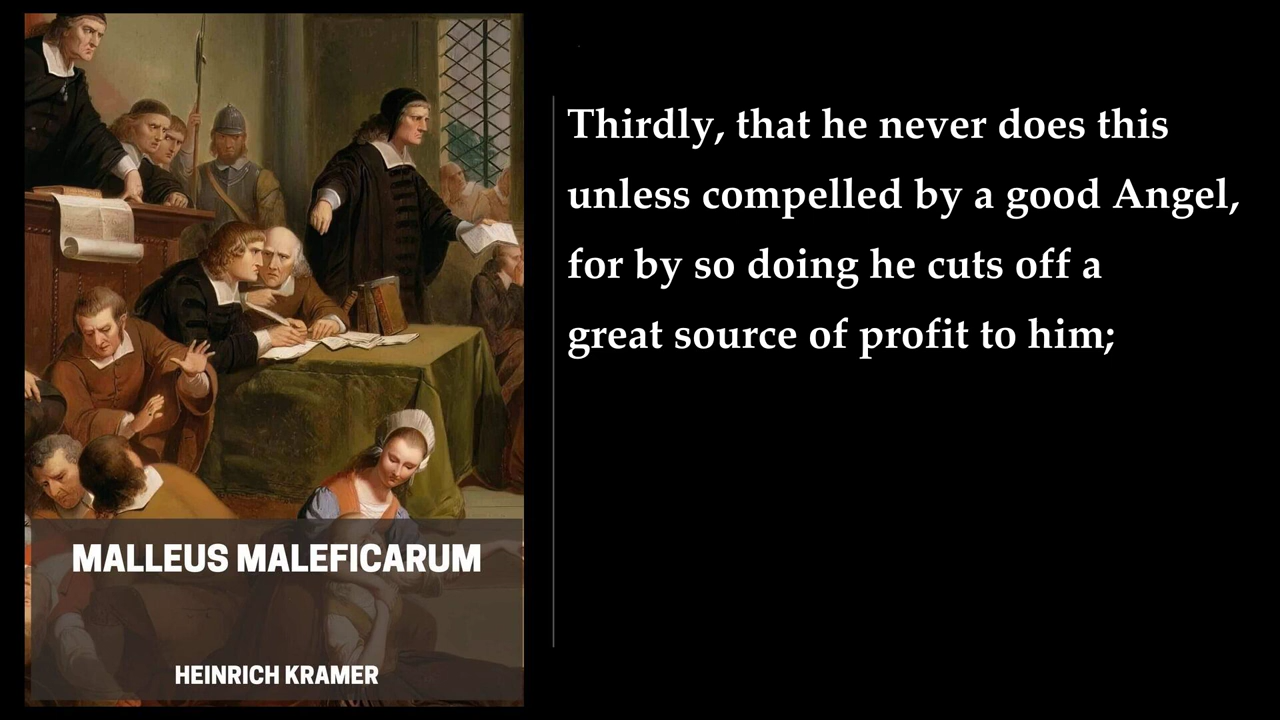 MALLEUS MALEFICARUM
HEINRICH KRAMER
Thirdly, that he never does this
unless compelled by a good Angel,
for by so doing he cuts off a
great source of profit to him;